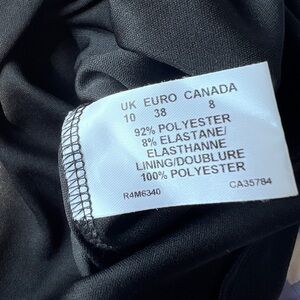 UK EURO CANADA
10 38 8
92% POLYESTER
8% ELASTANE/
ELASTHANNE
LINING/DOUBLURE
100% POLYESTER
R4M6340 CA35784